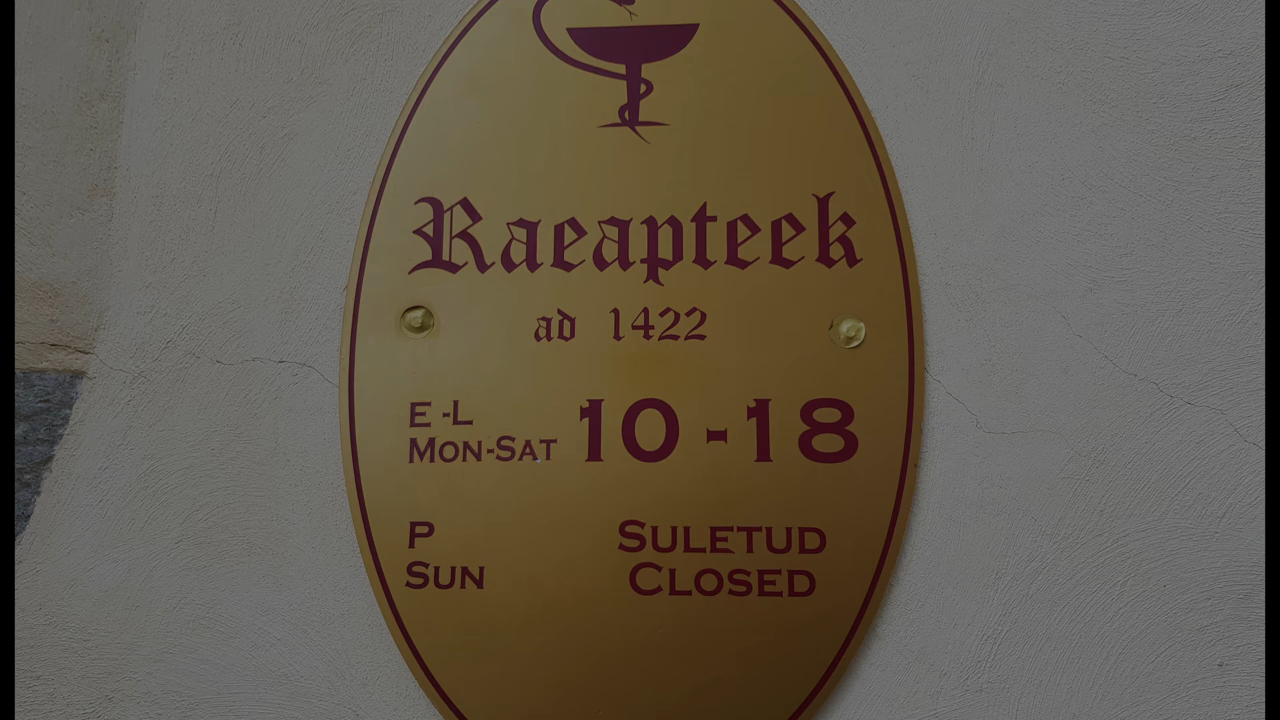 Raeapteek
ad 1422
E-L
Mon-Sat 10-18
P Suletud
Sun Closed